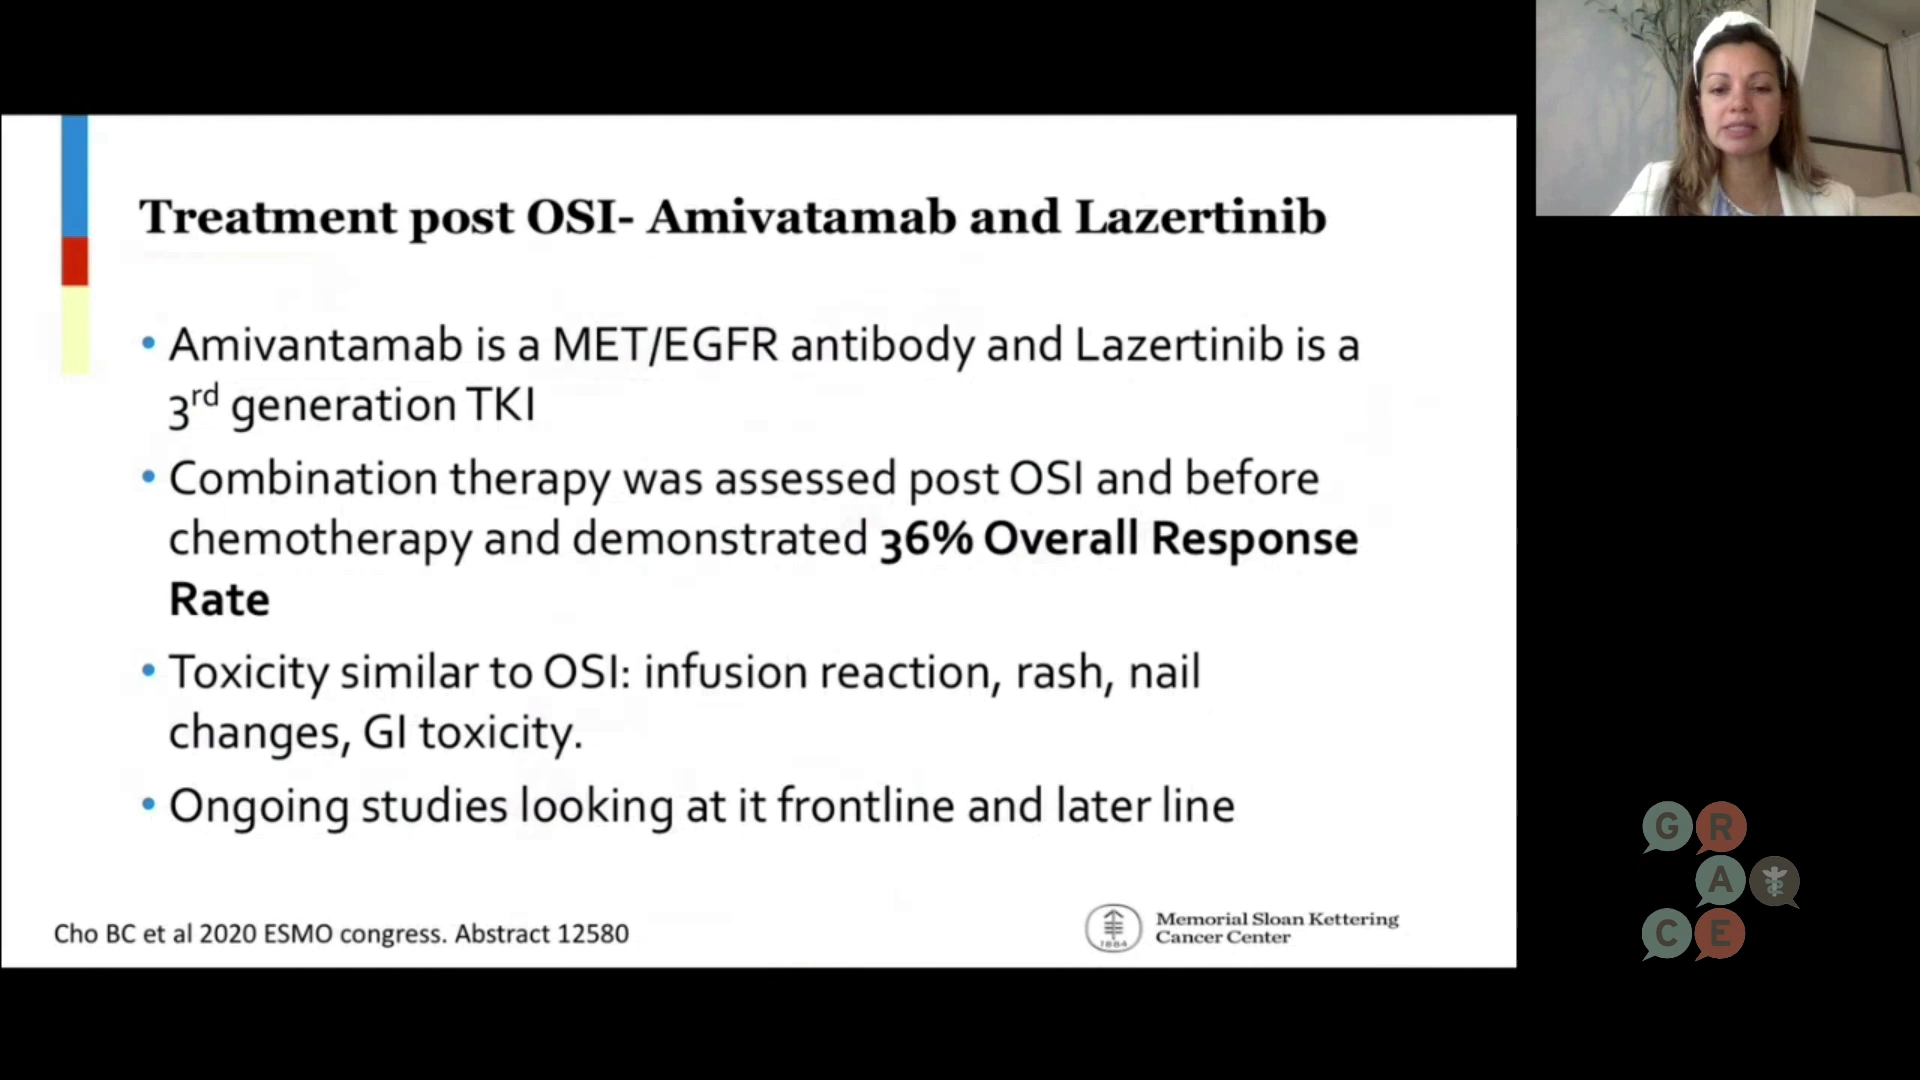 Treatment post OSI- Amivatamab and Lazertinib
• Amivantamab is a MET/EGFR antibody and Lazertinib is a
3rd generation TKI
• Combination therapy was assessed post OSI and before
chemotherapy and demonstrated 36% Overall Response
Rate
• Toxicity similar to OSI: infusion reaction, rash, nail
changes, GI toxicity.
• Ongoing studies looking at it frontline and later line
Cho BC et al 2020 ESMO congress. Abstract 12580
1884
Memorial Sloan Kettering
Cancer Center
G R
A
C E